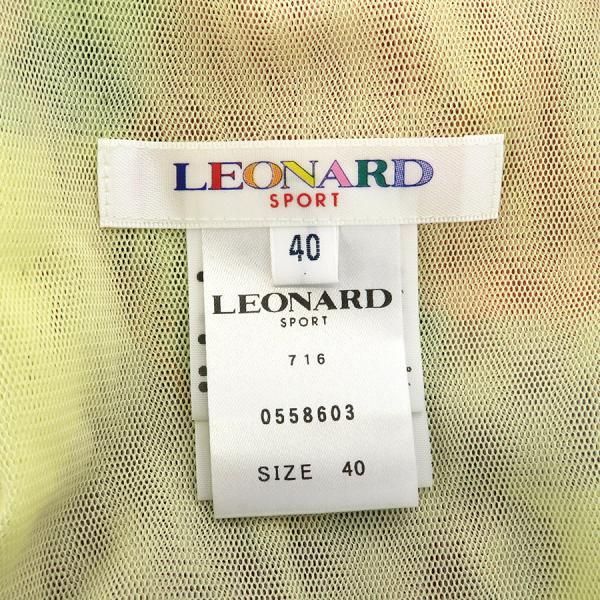 LEONARD
SPORT
40
LEONARD
SPORT
716
0558603
SIZE 40